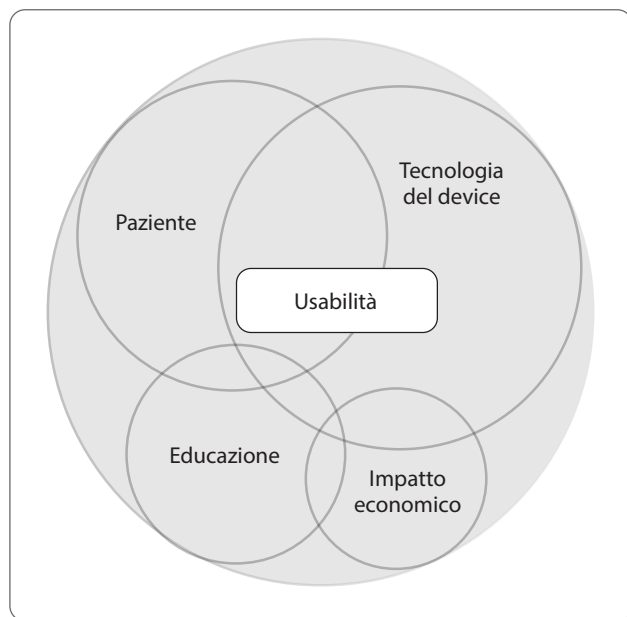 Tecnologia
del device
Paziente
Usabilità
Educazione
Impatto
economico